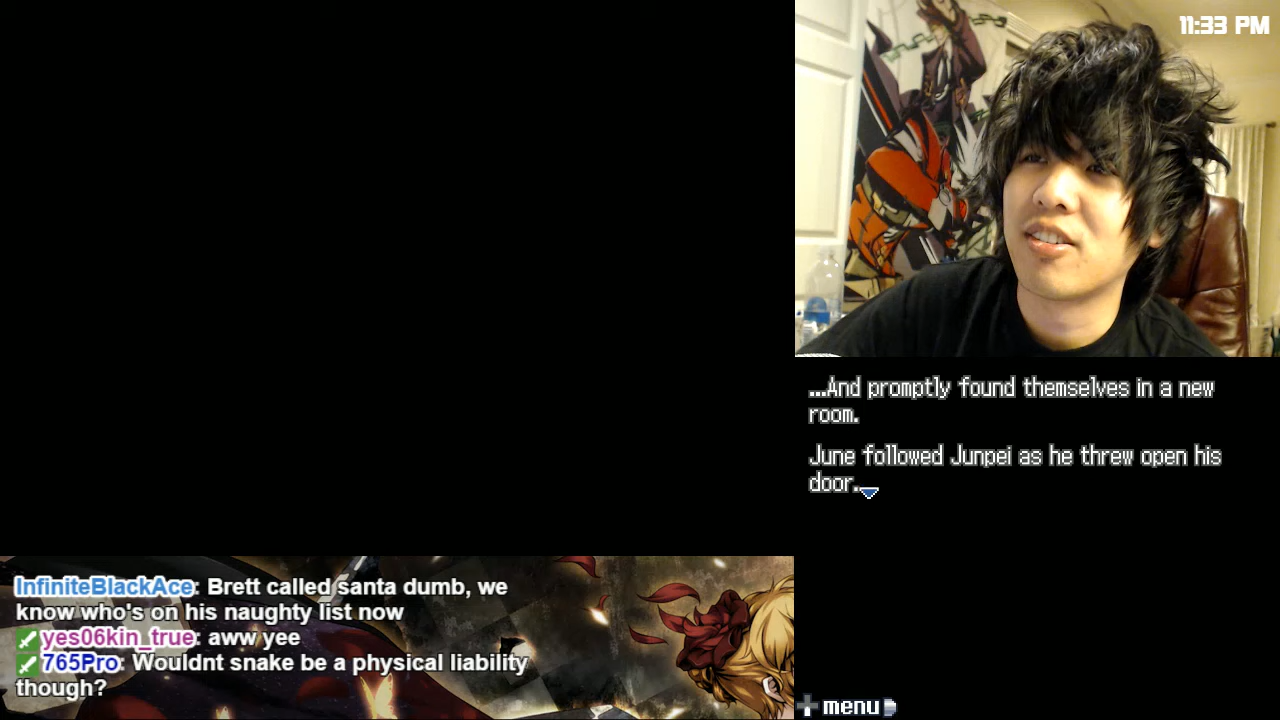 11:33 PM
...And promptly found themselves in a new
room.
June followed Junpei as he threw open his
door.
InfiniteBlackAce: Brett called santa dumb, we
know who's on his naughty list now
yes06kin_true: aww yee
765Pro: Wouldnt snake be a physical liability
though?
menu